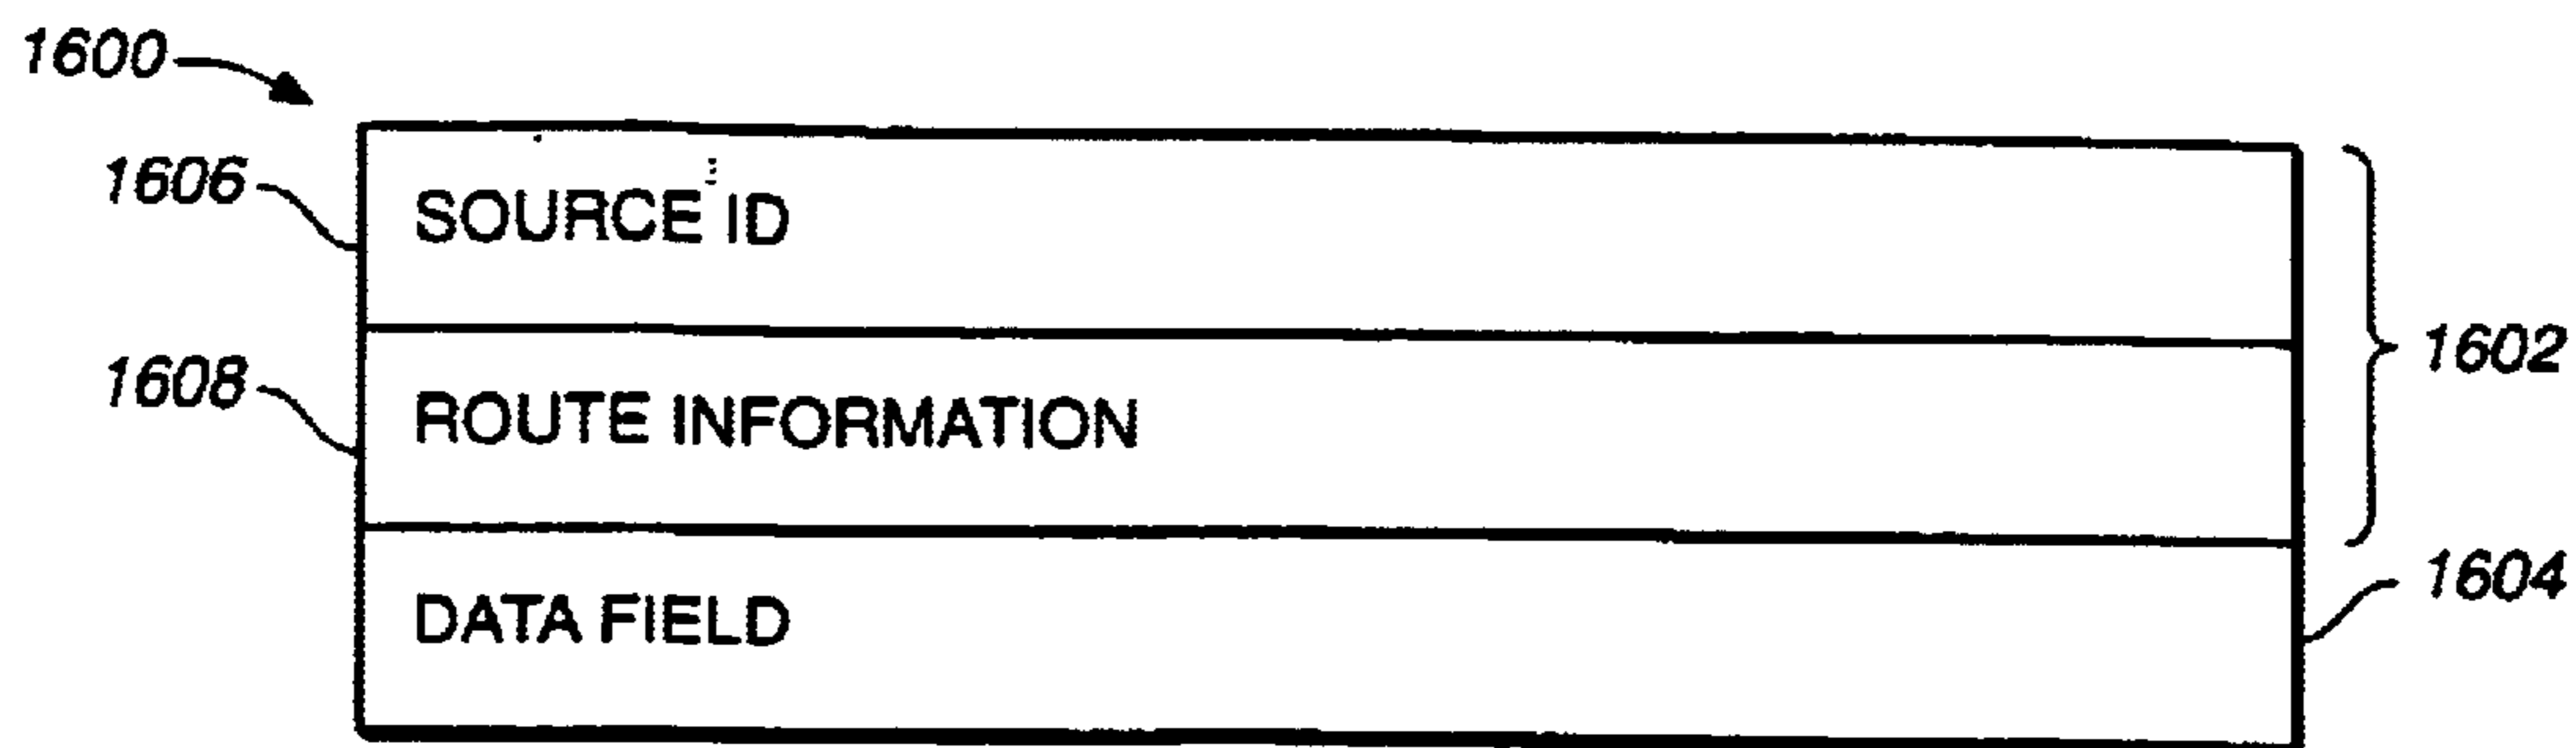 1600
1606
SOURCE ID
1602
1608
ROUTE INFORMATION
1604
DATA FIELD